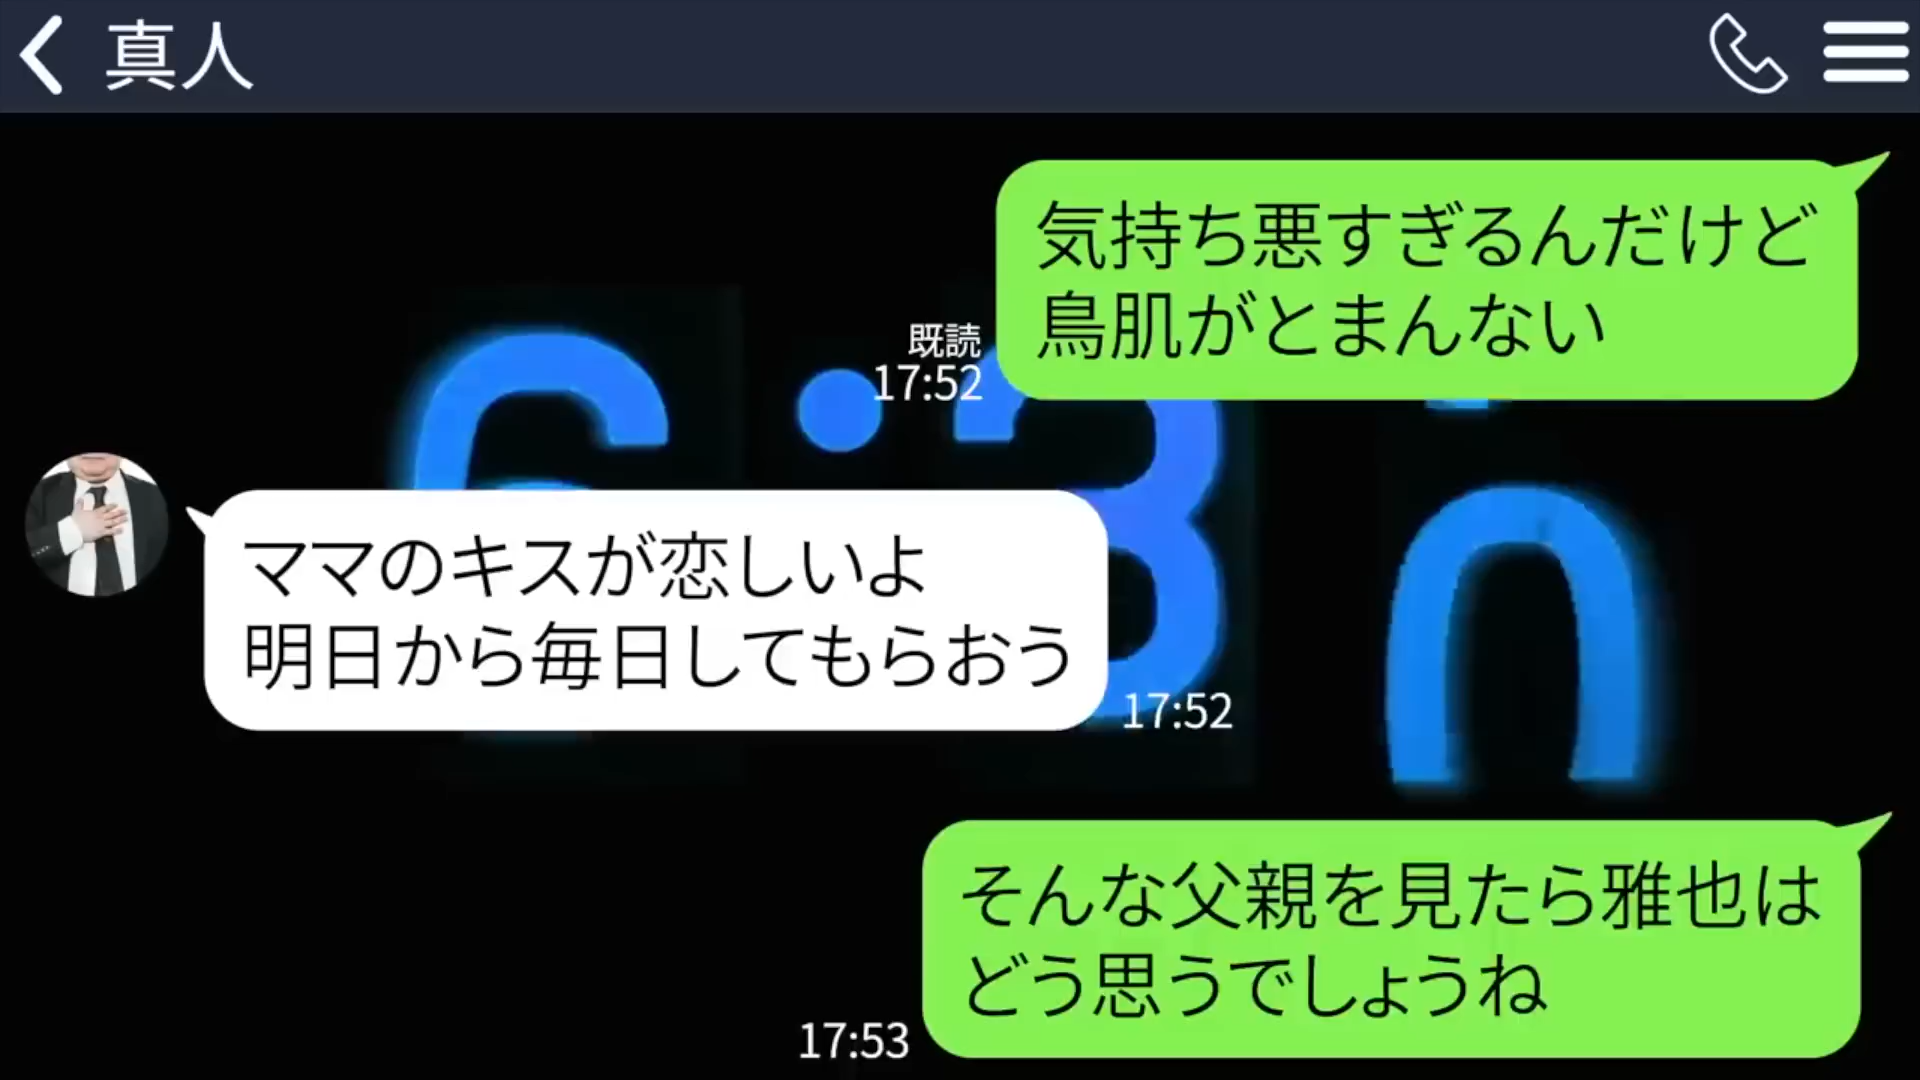 真人
気持ち悪すぎるんだけど
鳥肌がとまんない
既読
17:52
ママのキスが恋しいよ
明日から毎日してもらおう
17:52
そんな父親を見たら雅也は
どう思うでしょうね
17:53